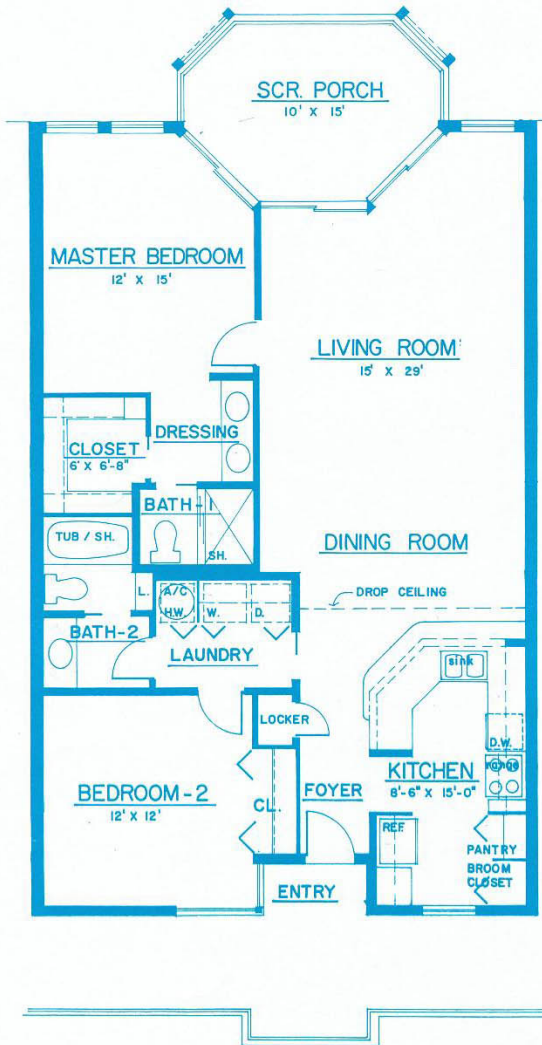 SCR. PORCH
10' X 15'
MASTER BEDROOM
12' X 15'
LIVING ROOM
15' X 29'
DRESSING
CLOSET
6' X 6'-8"
BATH-1
TUB / SH.
SH.
DINING ROOM
L.
A/C
H.W.
W.
D.
DROP CEILING
BATH-2
LAUNDRY
sink
LOCKER
D.W.
KITCHEN
8'-6" X 15'-0"
range
BEDROOM-2
12' X 12'
CL.
FOYER
REF.
PANTRY
BROOM
CLOSET
ENTRY